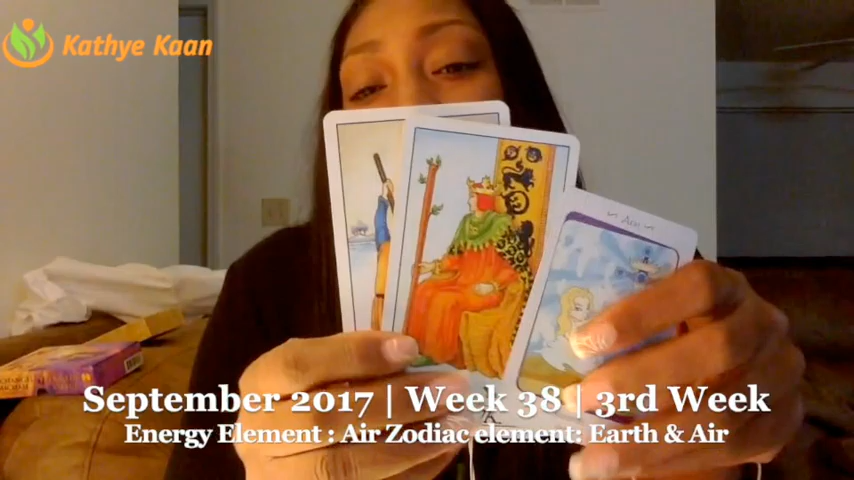 Kathye Kaan
September 2017 | Week 38 | 3rd Week
Energy Element : Air Zodiac element: Earth & Air